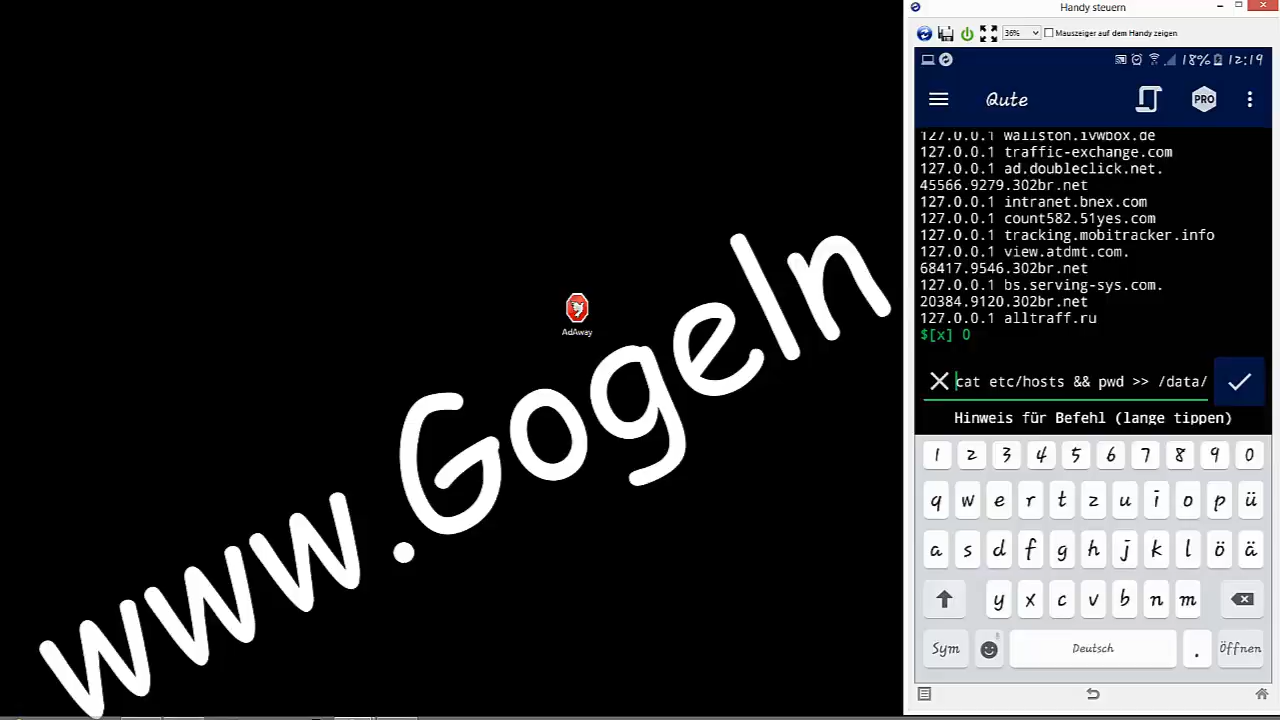 Handy steuern
36%
Mauszeiger auf dem Handy zeigen
18% 12:19
Qute
PRO
127.0.0.1 wallston.ivwbox.de
127.0.0.1 traffic-exchange.com
127.0.0.1 ad.doubleclick.net.
45566.9279.302br.net
127.0.0.1 intranet.bnex.com
127.0.0.1 count582.51yes.com
127.0.0.1 tracking.mobitracker.info
127.0.0.1 view.atdmt.com.
68417.9546.302br.net
127.0.0.1 bs.serving-sys.com.
20384.9120.302br.net
127.0.0.1 alltraff.ru
$[x] 0
cat etc/hosts && pwd >> /data/
Hinweis für Befehl (lange tippen)
1 2 3 4 5 6 7 8 9 0
q w e r t z u i o p ü
a s d f g h j k l ö ä
y x c v b n m
Sym Deutsch . Öffnen
AdAway
www.Gogeln